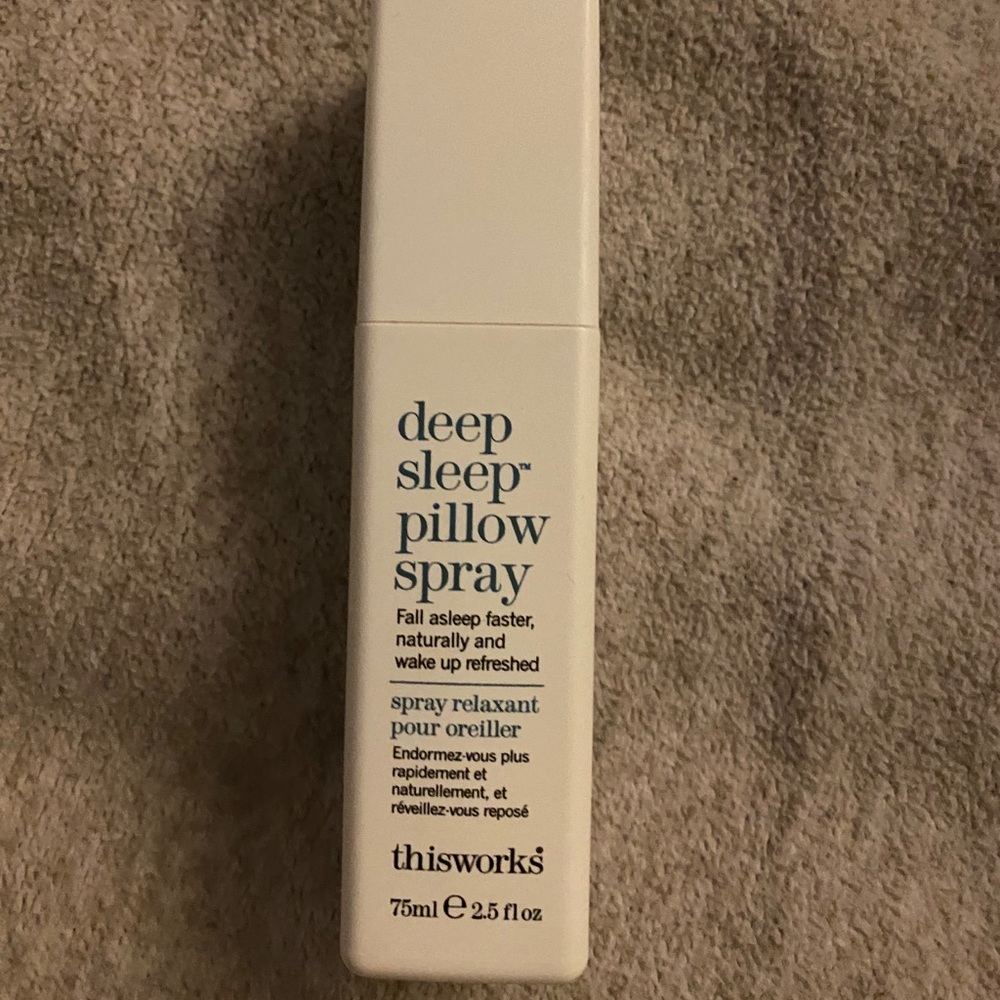 deep
sleep™
pillow
spray
Fall asleep faster,
naturally and
wake up refreshed
spray relaxant
pour oreiller
Endormez-vous plus
rapidement et
naturellement, et
réveillez-vous reposé
thisworks
75ml ℮ 2.5 fl oz